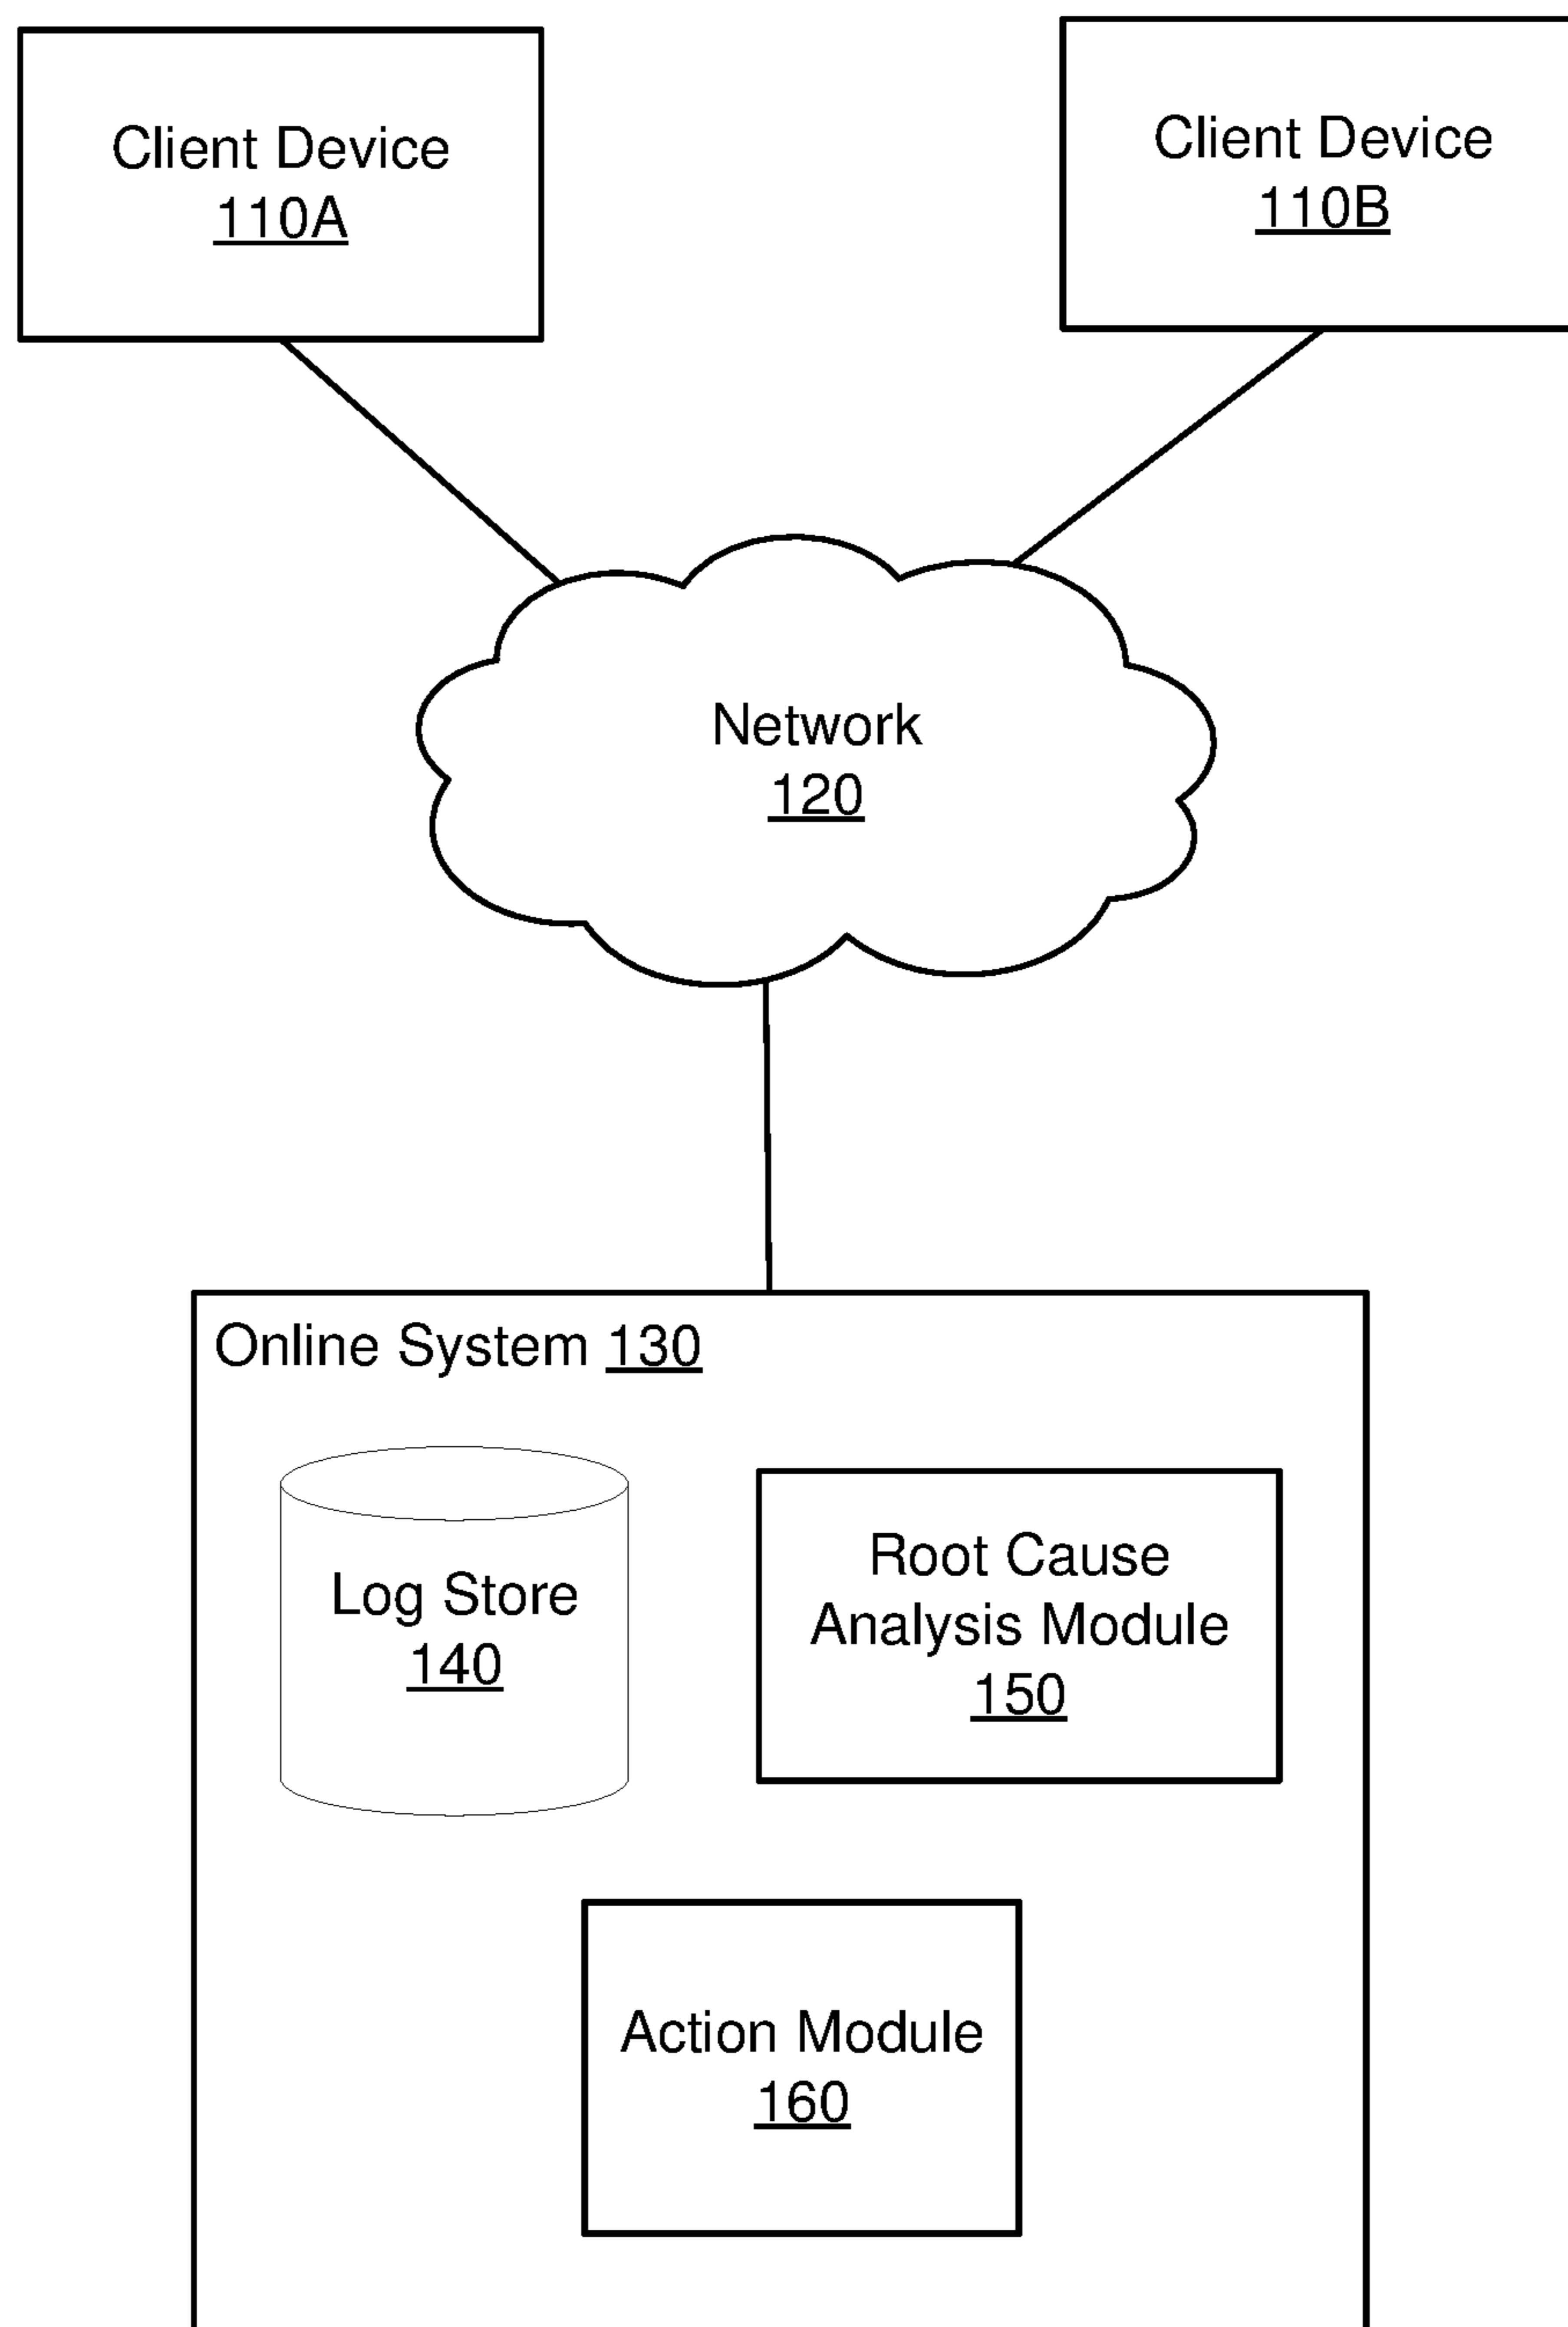 Client Device
110A
Client Device
110B
Network
120
Online System 130
Log Store
140
Root Cause
Analysis Module
150
Action Module
160